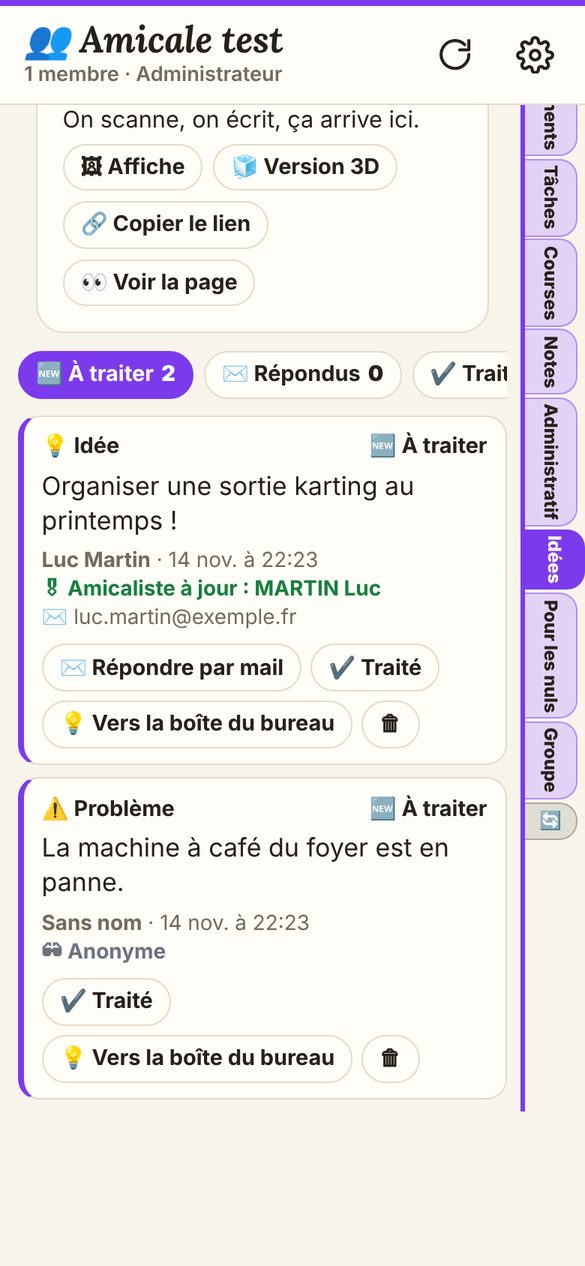 Amicale test
1 membre · Administrateur
On scanne, on écrit, ça arrive ici.
Affiche
Version 3D
Copier le lien
Voir la page
NEW À traiter 2
Répondus 0
Trait
Idée
NEW À traiter
Organiser une sortie karting au
printemps !
Luc Martin · 14 nov. à 22:23
Amicaliste à jour : MARTIN Luc
luc.martin@exemple.fr
Répondre par mail
Traité
Vers la boîte du bureau
Problème
NEW À traiter
La machine à café du foyer est en
panne.
Sans nom · 14 nov. à 22:23
Anonyme
Traité
Vers la boîte du bureau
ments
Tâches
Courses
Notes
Administratif
Idées
Pour les nuls
Groupe